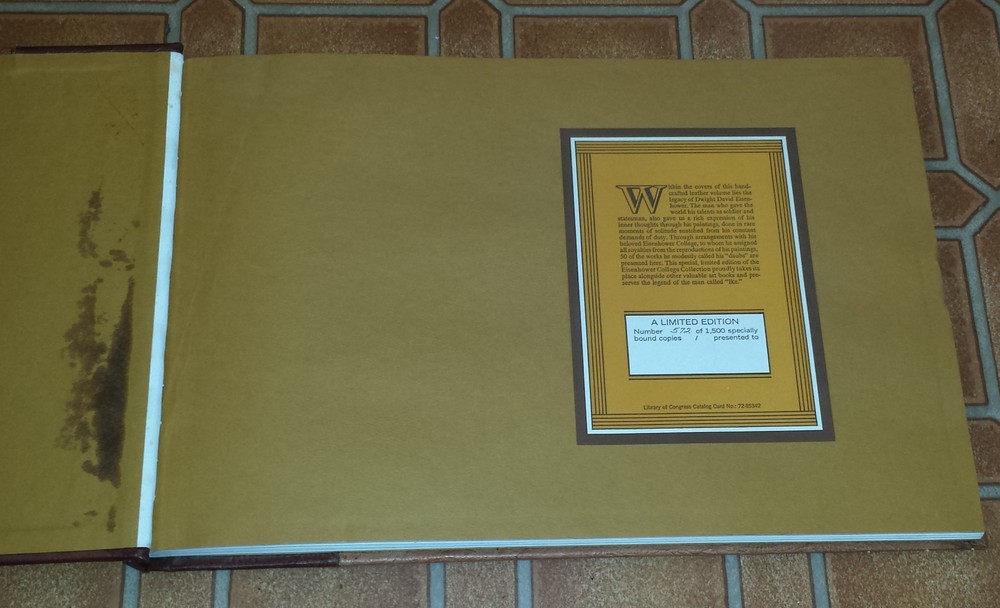 Within the covers of this hand-
crafted leather volume lies the
legacy of Dwight David Eisen-
hower. The man who gave the
world his talents as soldier and
statesman, also gave us a rich expression of his
inner thoughts through his paintings, done in rare
moments of solitude snatched from his constant
demands of duty. Through arrangements with his
beloved Eisenhower College, to whom he assigned
all royalties from the reproductions of his paintings,
50 of the works he modestly called his "daubs" are
presented here. This special, limited edition of the
Eisenhower College Collection proudly takes its
place alongside other valuable art books and pre-
serves the legend of the man called "Ike."
A LIMITED EDITION
Number 572 of 1,500 specially
bound copies / presented to
Library of Congress Catalog Card No.: 72-85343